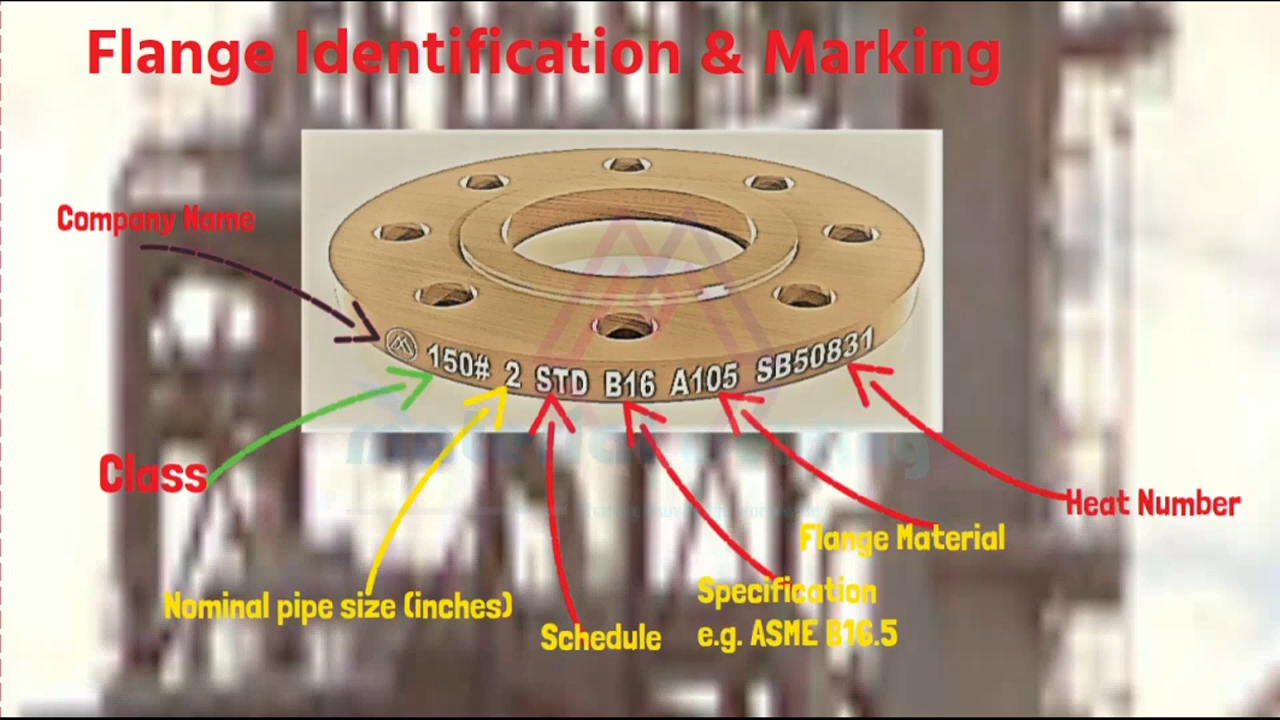 Flange Identification & Marking
Company Name
150# 2 STD B16 A105 SB50831
Class
Heat Number
Flange Material
Nominal pipe size (inches)
Specification
e.g. ASME B16.5
Schedule